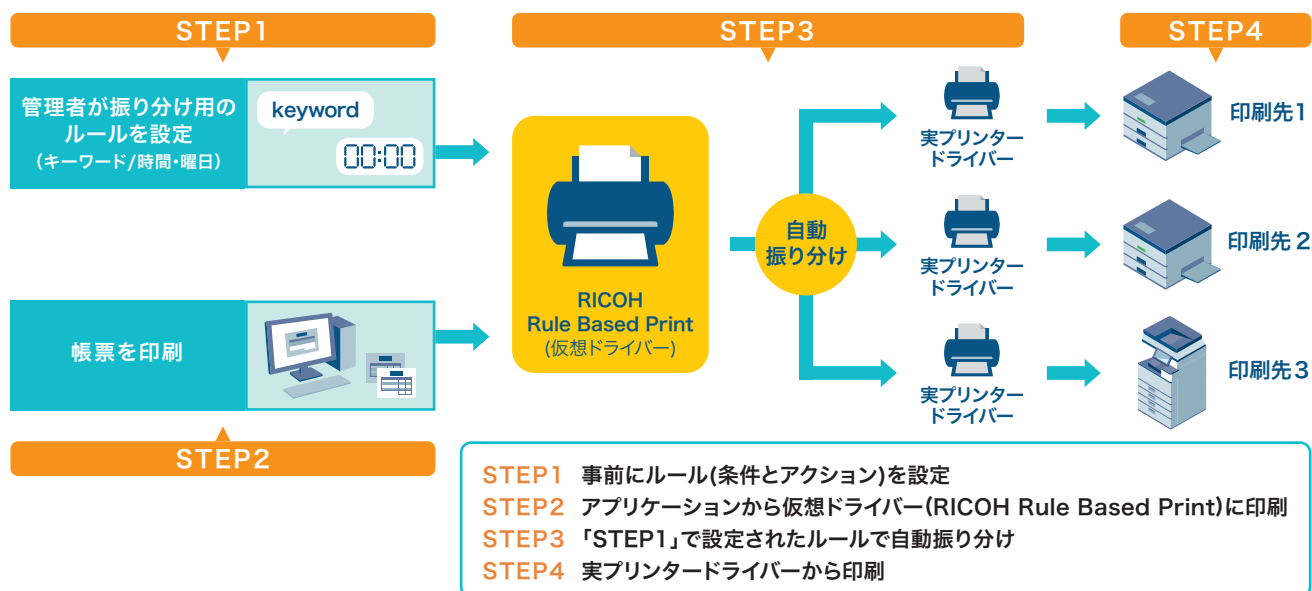 STEP1
管理者が振り分け用の
ルールを設定
(キーワード/時間・曜日)
keyword
00:00
帳票を印刷
STEP2
STEP3
RICOH
Rule Based Print
(仮想ドライバー)
自動
振り分け
実プリンター
ドライバー
実プリンター
ドライバー
実プリンター
ドライバー
STEP4
印刷先1
印刷先2
印刷先3
STEP1 事前にルール(条件とアクション)を設定
STEP2 アプリケーションから仮想ドライバー(RICOH Rule Based Print)に印刷
STEP3 「STEP1」で設定されたルールで自動振り分け
STEP4 実プリンタードライバーから印刷